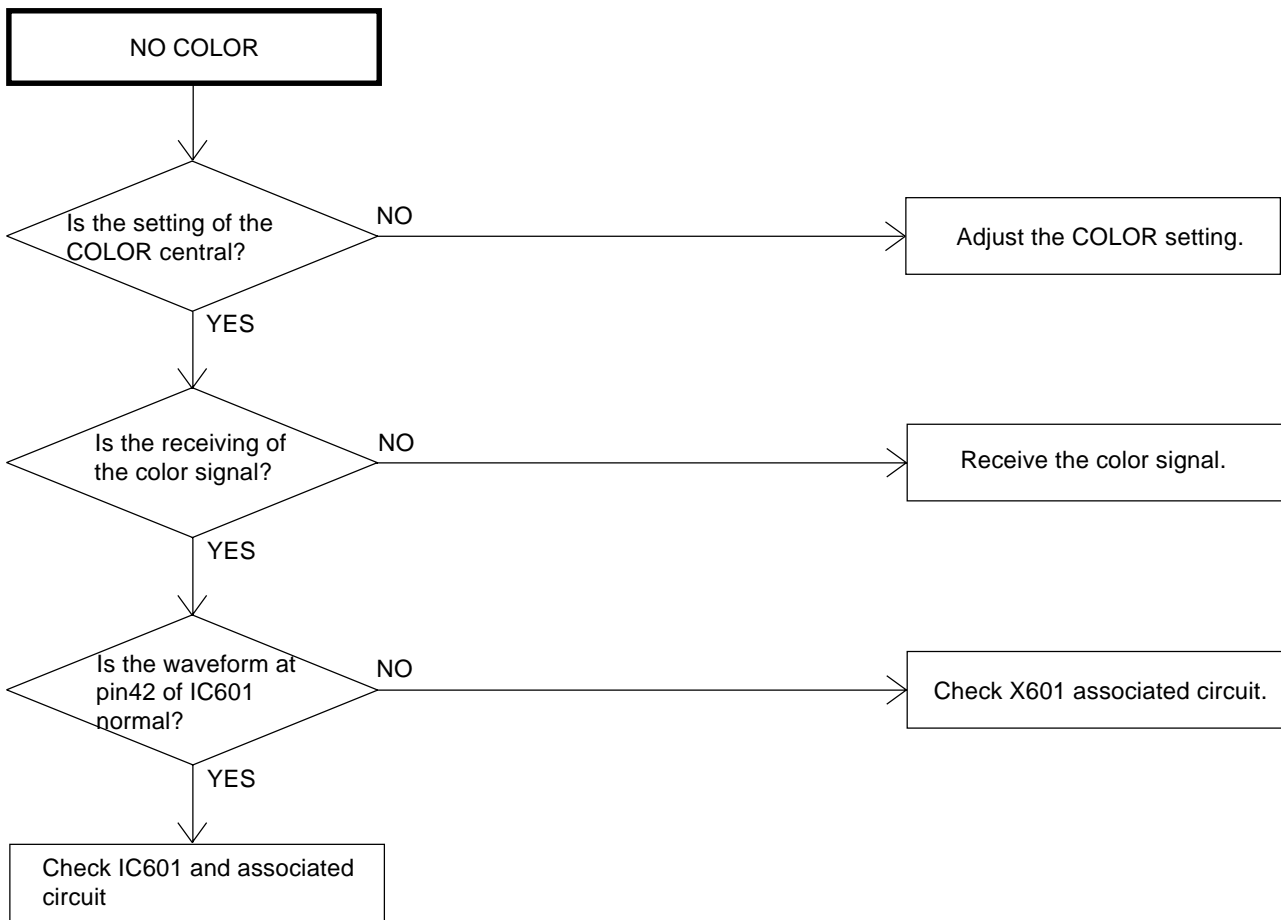 NO COLOR
Is the setting of the
COLOR central?
NO
Adjust the COLOR setting.
YES
Is the receiving of
the color signal?
NO
Receive the color signal.
YES
Is the waveform at
pin42 of IC601
normal?
NO
Check X601 associated circuit.
YES
Check IC601 and associated
circuit